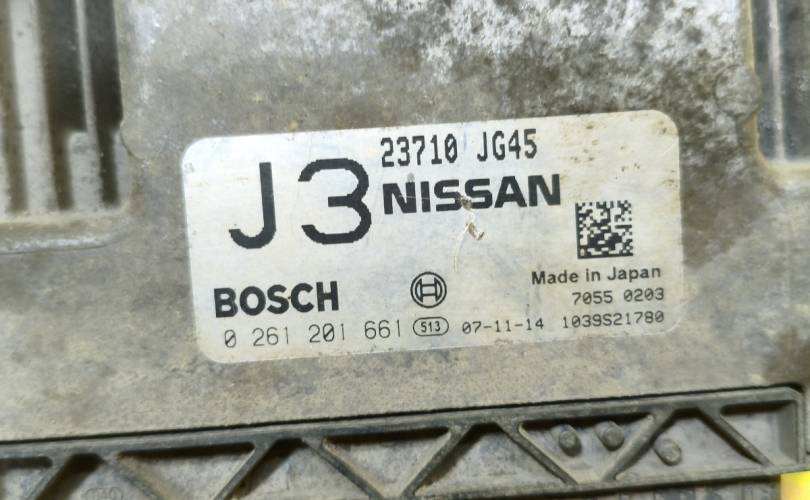 23710 JG45
J3 NISSAN
Made in Japan
BOSCH
7055 0203
0 261 201 661 513 07-11-14 1039S21780